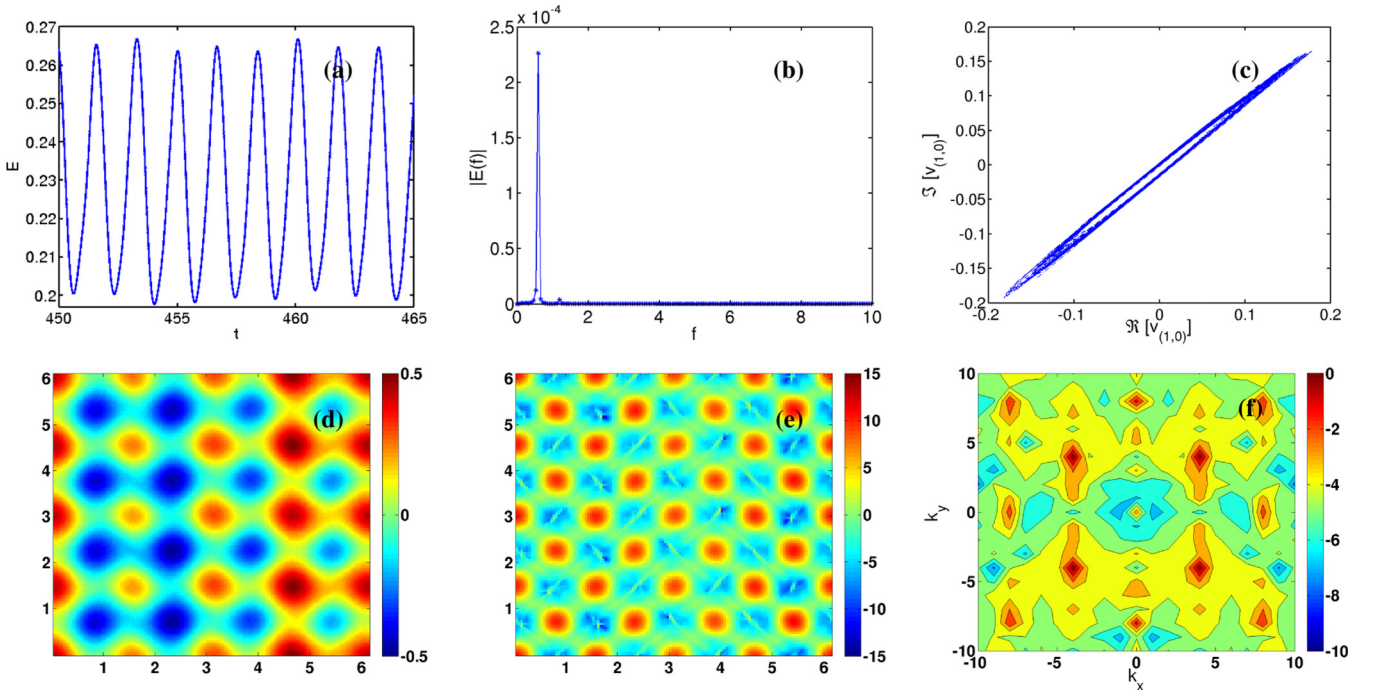 (a)
E
0.27
0.26
0.25
0.24
0.23
0.22
0.21
0.2
450 455 460 465
t
x 10⁻⁴
(b)
|E(f)|
2.5
2
1.5
1
0.5
0
0 2 4 6 8 10
f
(c)
ℑ [v(1,0)]
0.2
0.15
0.1
0.05
0
-0.05
-0.1
-0.15
-0.2
-0.2 -0.1 0 0.1 0.2
ℜ [v(1,0)]
(d)
6
5
4
3
2
1
1 2 3 4 5 6
0.5
0
-0.5
(e)
6
5
4
3
2
1
1 2 3 4 5 6
15
10
5
0
-5
-10
-15
(f)
k_y
10
5
0
-5
-10
-10 -5 0 5 10
k_x
0
-2
-4
-6
-8
-10